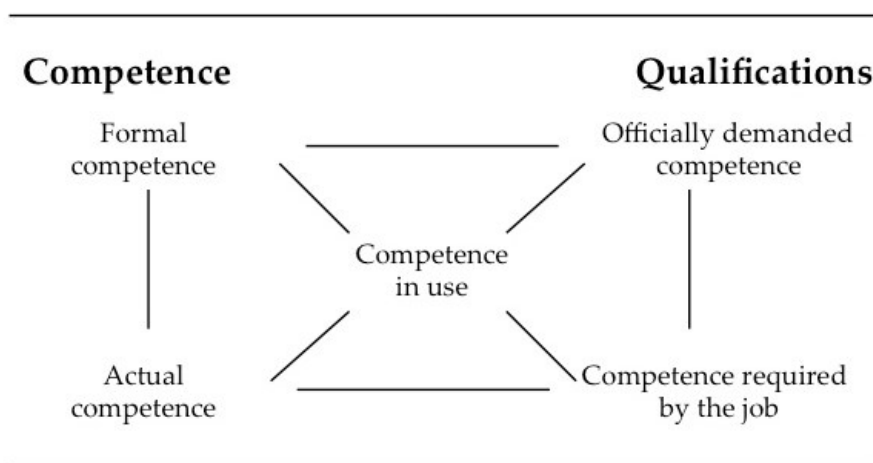 Competence
Qualifications
Formal
competence
Officially demanded
competence
Competence
in use
Actual
competence
Competence required
by the job